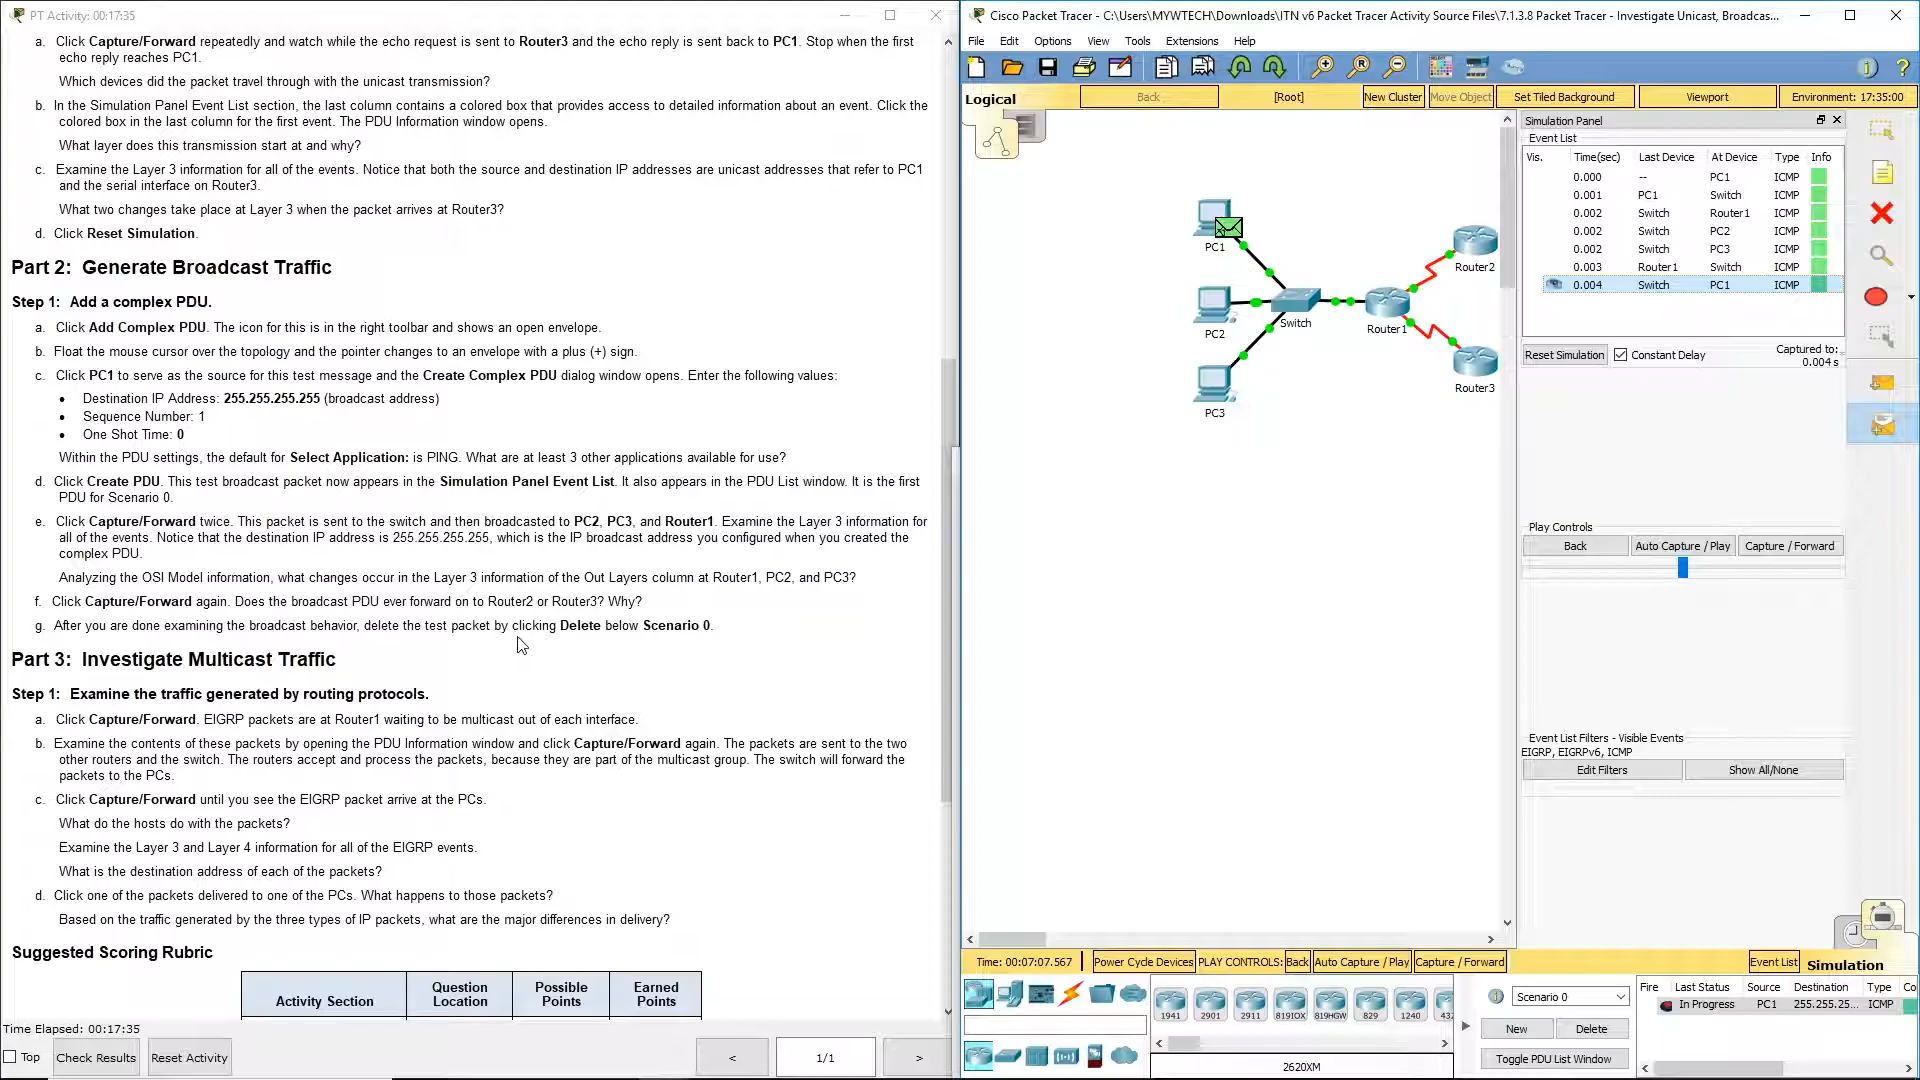 PT Activity: 00:17:35
a. Click Capture/Forward repeatedly and watch while the echo request is sent to Router3 and the echo reply is sent back to PC1. Stop when the first
echo reply reaches PC1.
Which devices did the packet travel through with the unicast transmission?
b. In the Simulation Panel Event List section, the last column contains a colored box that provides access to detailed information about an event. Click the
colored box in the last column for the first event. The PDU Information window opens.
What layer does this transmission start at and why?
c. Examine the Layer 3 information for all of the events. Notice that both the source and destination IP addresses are unicast addresses that refer to PC1
and the serial interface on Router3.
What two changes take place at Layer 3 when the packet arrives at Router3?
d. Click Reset Simulation.
Part 2: Generate Broadcast Traffic
Step 1: Add a complex PDU.
a. Click Add Complex PDU. The icon for this is in the right toolbar and shows an open envelope.
b. Float the mouse cursor over the topology and the pointer changes to an envelope with a plus (+) sign.
c. Click PC1 to serve as the source for this test message and the Create Complex PDU dialog window opens. Enter the following values:
• Destination IP Address: 255.255.255.255 (broadcast address)
• Sequence Number: 1
• One Shot Time: 0
Within the PDU settings, the default for Select Application: is PING. What are at least 3 other applications available for use?
d. Click Create PDU. This test broadcast packet now appears in the Simulation Panel Event List. It also appears in the PDU List window. It is the first
PDU for Scenario 0.
e. Click Capture/Forward twice. This packet is sent to the switch and then broadcasted to PC2, PC3, and Router1. Examine the Layer 3 information for
all of the events. Notice that the destination IP address is 255.255.255.255, which is the IP broadcast address you configured when you created the
complex PDU.
Analyzing the OSI Model information, what changes occur in the Layer 3 information of the Out Layers column at Router1, PC2, and PC3?
f. Click Capture/Forward again. Does the broadcast PDU ever forward on to Router2 or Router3? Why?
g. After you are done examining the broadcast behavior, delete the test packet by clicking Delete below Scenario 0.
Part 3: Investigate Multicast Traffic
Step 1: Examine the traffic generated by routing protocols.
a. Click Capture/Forward. EIGRP packets are at Router1 waiting to be multicast out of each interface.
b. Examine the contents of these packets by opening the PDU Information window and click Capture/Forward again. The packets are sent to the two
other routers and the switch. The routers accept and process the packets, because they are part of the multicast group. The switch will forward the
packets to the PCs.
c. Click Capture/Forward until you see the EIGRP packet arrive at the PCs.
What do the hosts do with the packets?
Examine the Layer 3 and Layer 4 information for all of the EIGRP events.
What is the destination address of each of the packets?
d. Click one of the packets delivered to one of the PCs. What happens to those packets?
Based on the traffic generated by the three types of IP packets, what are the major differences in delivery?
Suggested Scoring Rubric
Activity Section
Question Location
Possible Points
Earned Points
Time Elapsed: 00:17:35
Top
Check Results
Reset Activity
<
1/1
>
Cisco Packet Tracer - C:\Users\MYWTECH\Downloads\ITN v6 Packet Tracer Activity Source Files\7.1.3.8 Packet Tracer - Investigate Unicast, Broadcas...
File Edit Options View Tools Extensions Help
Logical
Back
[Root]
New Cluster
Move Object
Set Tiled Background
Viewport
Environment: 17:35:00
PC1
PC2
PC3
Switch
Router1
Router2
Router3
Simulation Panel
Event List
Vis. Time(sec) Last Device At Device Type Info
0.000 -- PC1 ICMP
0.001 PC1 Switch ICMP
0.002 Switch Router1 ICMP
0.002 Switch PC2 ICMP
0.002 Switch PC3 ICMP
0.003 Router1 Switch ICMP
0.004 Switch PC1 ICMP
Reset Simulation
Constant Delay
Captured to:
0.004 s
Play Controls
Back
Auto Capture / Play
Capture / Forward
Event List Filters - Visible Events
EIGRP, EIGRPv6, ICMP
Edit Filters
Show All/None
Time: 00:07:07.567
Power Cycle Devices
PLAY CONTROLS:
Back
Auto Capture / Play
Capture / Forward
Event List
Simulation
1941 2901 2911 819IOX 819HGW 829 1240 432
2620XM
Scenario 0
New
Delete
Toggle PDU List Window
Fire Last Status Source Destination Type Co
In Progress PC1 255.255.25... ICMP